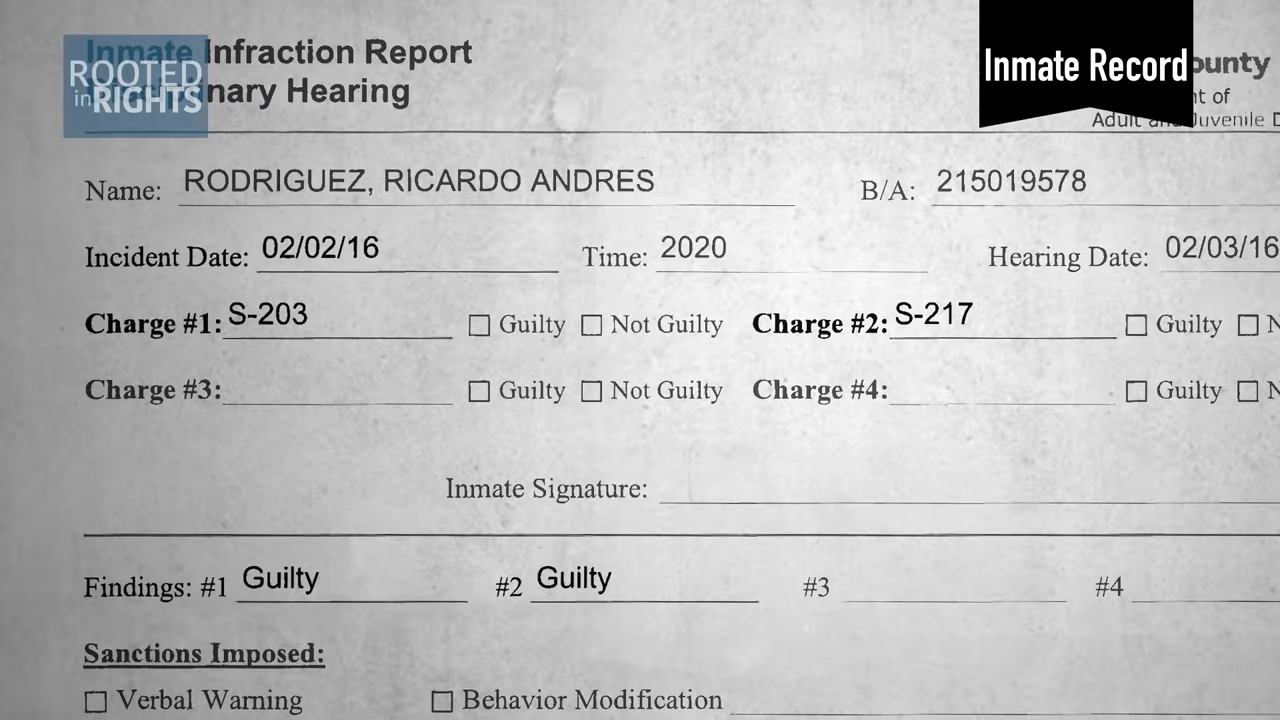 Inmate Infraction Report
nary Hearing
ROOTED
in RIGHTS
Inmate Record
ounty
nt of
Adult and Juvenile D
Name: RODRIGUEZ, RICARDO ANDRES B/A: 215019578
Incident Date: 02/02/16 Time: 2020 Hearing Date: 02/03/16
Charge #1: S-203 ☐ Guilty ☐ Not Guilty Charge #2: S-217 ☐ Guilty ☐ N
Charge #3: ☐ Guilty ☐ Not Guilty Charge #4: ☐ Guilty ☐ N
Inmate Signature:
Findings: #1 Guilty #2 Guilty #3 #4
Sanctions Imposed:
☐ Verbal Warning ☐ Behavior Modification